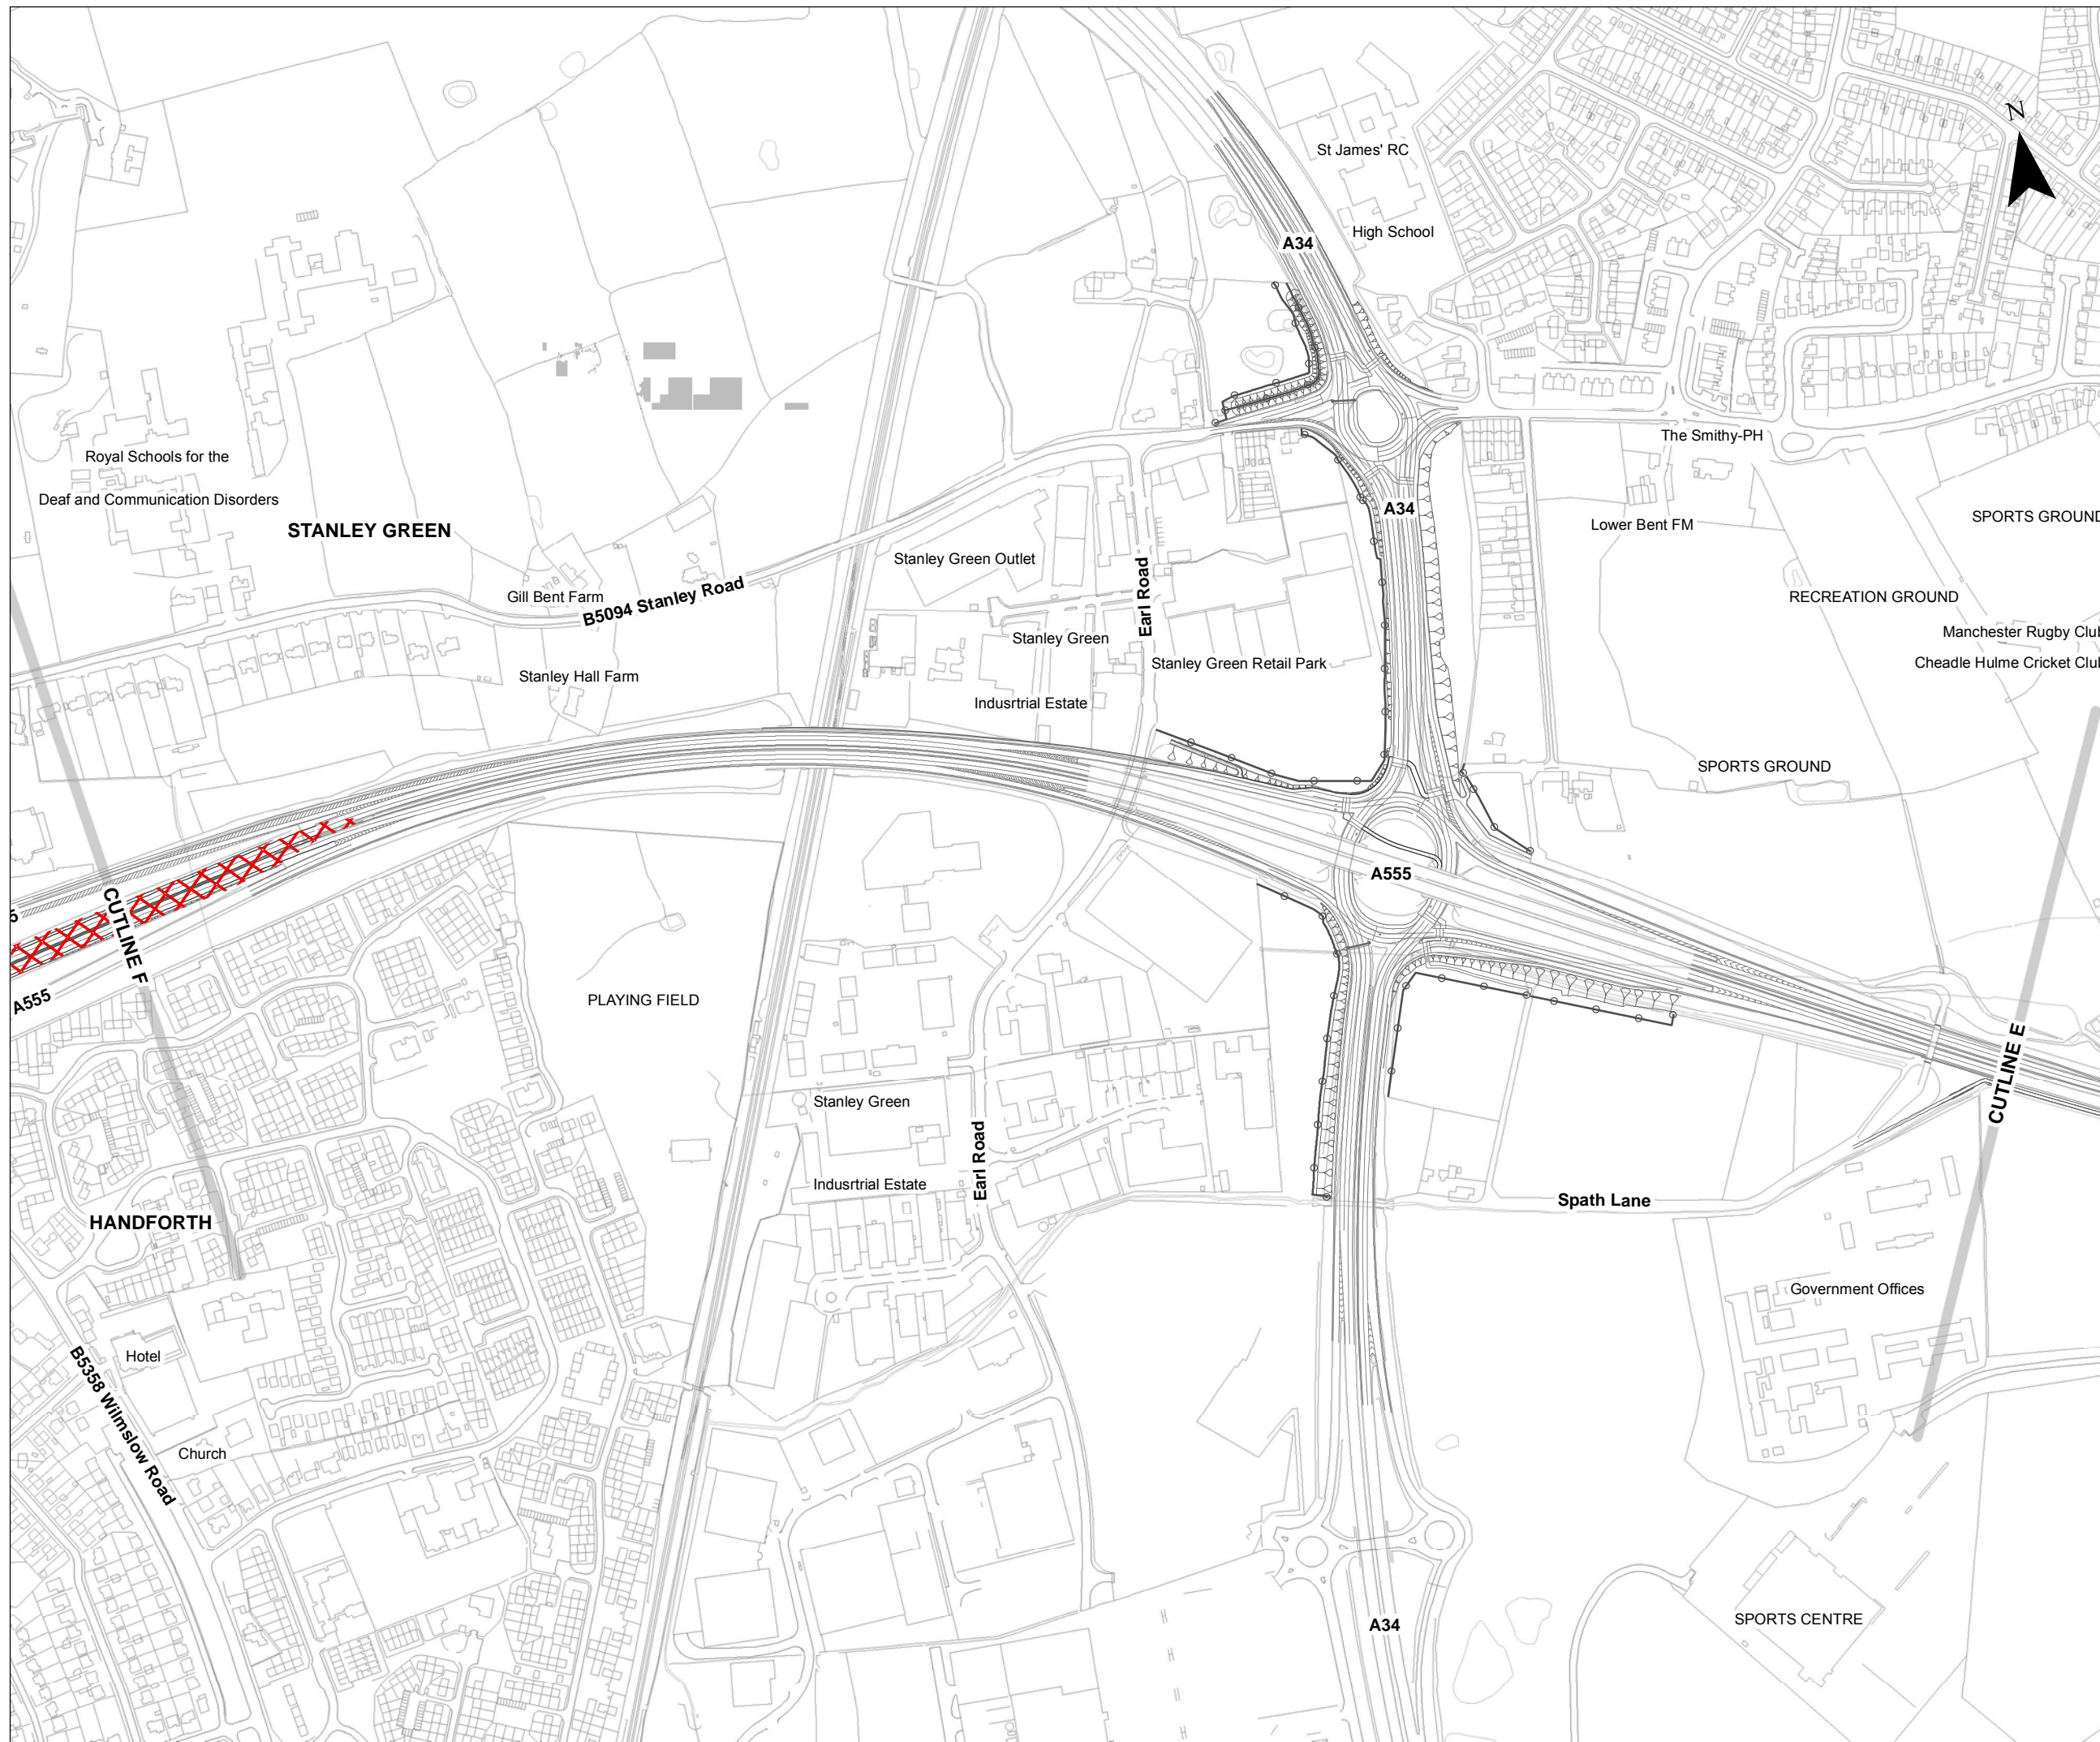 N
St James' RC
High School
A34
The Smithy-PH
Royal Schools for the
Deaf and Communication Disorders
STANLEY GREEN
A34
Lower Bent FM
SPORTS GROUND
Stanley Green Outlet
Gill Bent Farm
B5094 Stanley Road
Earl Road
RECREATION GROUND
Stanley Green
Manchester Rugby Club
Stanley Green Retail Park
Cheadle Hulme Cricket Club
Stanley Hall Farm
Indusrtrial Estate
SPORTS GROUND
A555
5
CUTLINE F
A555
PLAYING FIELD
CUTLINE E
Stanley Green
Earl Road
Indusrtrial Estate
Spath Lane
HANDFORTH
Government Offices
Hotel
B5358 Wilmslow Road
Church
SPORTS CENTRE
A34